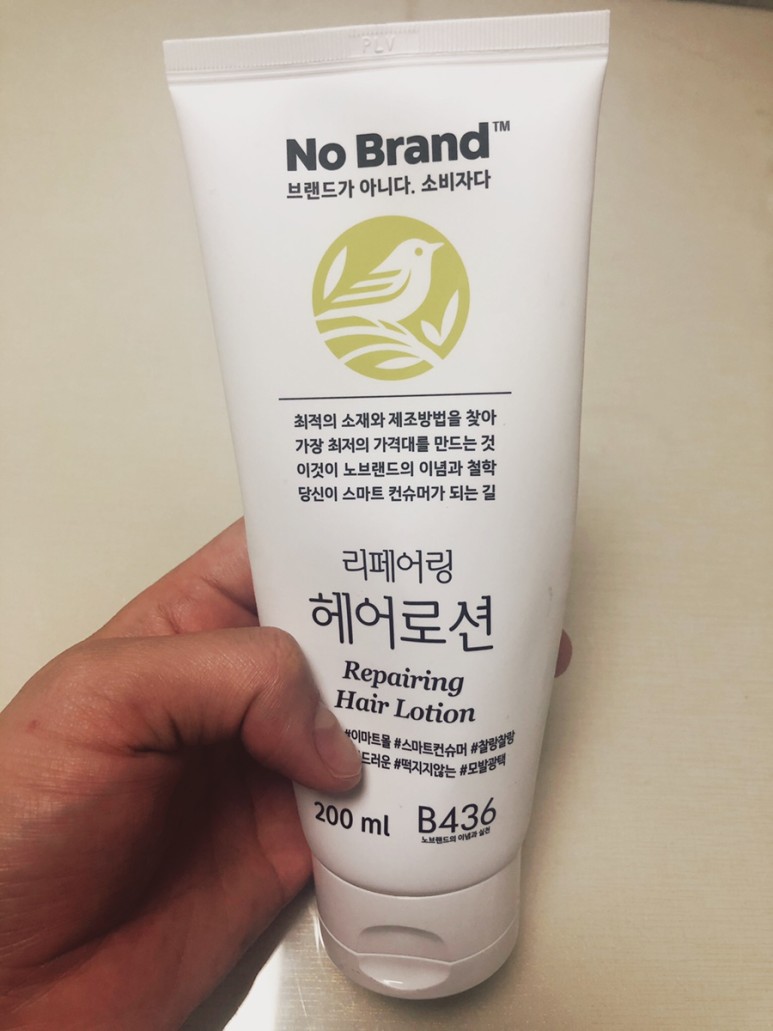 PLV
No Brand™
브랜드가 아니다. 소비자다
최적의 소재와 제조방법을 찾아
가장 최저의 가격대를 만드는 것
이것이 노브랜드의 이념과 철학
당신이 스마트 컨슈머가 되는 길
리페어링
헤어로션
Repairing
Hair Lotion
#이마트몰 #스마트컨슈머 #찰랑찰랑
드러운 #떡지지않는 #모발광택
200 ml B436
노브랜드의 이념과 실천